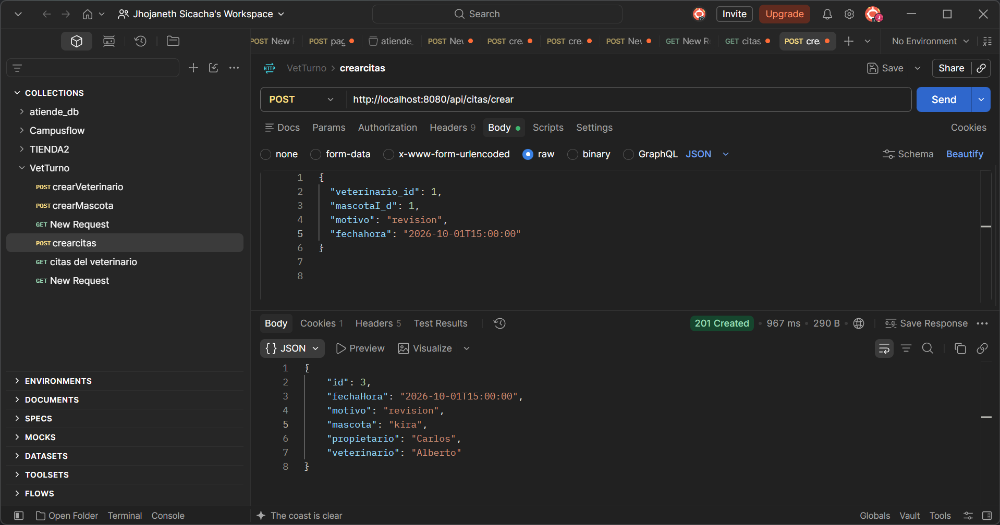 Jhojaneth Sicacha's Workspace
Search
Invite
Upgrade
POST New R
POST pag
atiende_
POST Nev
POST cre
POST cre
POST Nev
GET New R
GET citas
POST cre
No Environment
VetTurno > crearcitas
Save
Share
COLLECTIONS
atiende_db
Campusflow
TIENDA2
VetTurno
POST crearVeterinario
POST crearMascota
GET New Request
POST crearcitas
GET citas del veterinario
GET New Request
ENVIRONMENTS
DOCUMENTS
SPECS
MOCKS
DATASETS
TOOLSETS
FLOWS
POST
http://localhost:8080/api/citas/crear
Send
Docs Params Authorization Headers 9 Body Scripts Settings
Cookies
none form-data x-www-form-urlencoded raw binary GraphQL JSON
Schema Beautify
1 {
2 "veterinario_id": 1,
3 "mascotaI_d": 1,
4 "motivo": "revision",
5 "fechahora": "2026-10-01T15:00:00"
6 }
7
8
Body Cookies 1 Headers 5 Test Results
201 Created • 967 ms • 290 B
e.g. Save Response
{} JSON Preview Visualize
1 {
2 "id": 3,
3 "fechaHora": "2026-10-01T15:00:00",
4 "motivo": "revision",
5 "mascota": "kira",
6 "propietario": "Carlos",
7 "veterinario": "Alberto"
8 }
Open Folder Terminal Console
The coast is clear
Globals Vault Tools